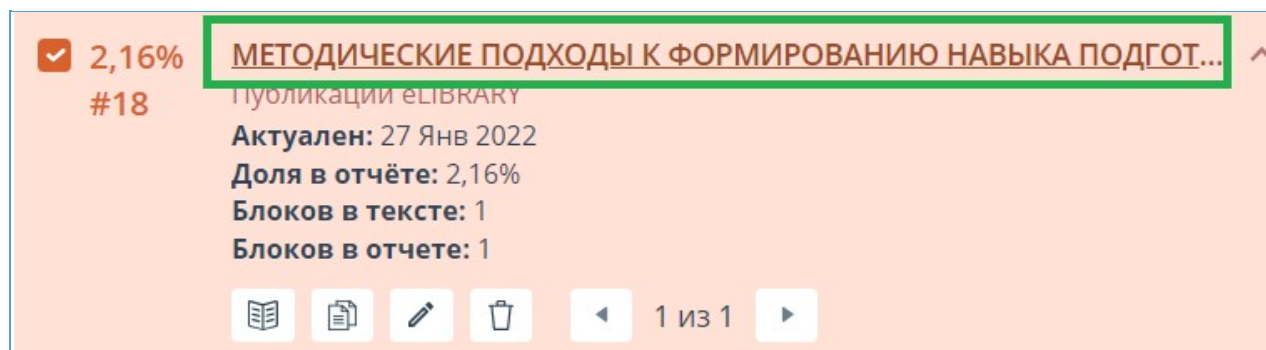 2,16% МЕТОДИЧЕСКИЕ ПОДХОДЫ К ФОРМИРОВАНИЮ НАВЫКА ПОДГОТ...
#18 Публикации eLIBRARY
Актуален: 27 Янв 2022
Доля в отчёте: 2,16%
Блоков в тексте: 1
Блоков в отчете: 1
1 из 1